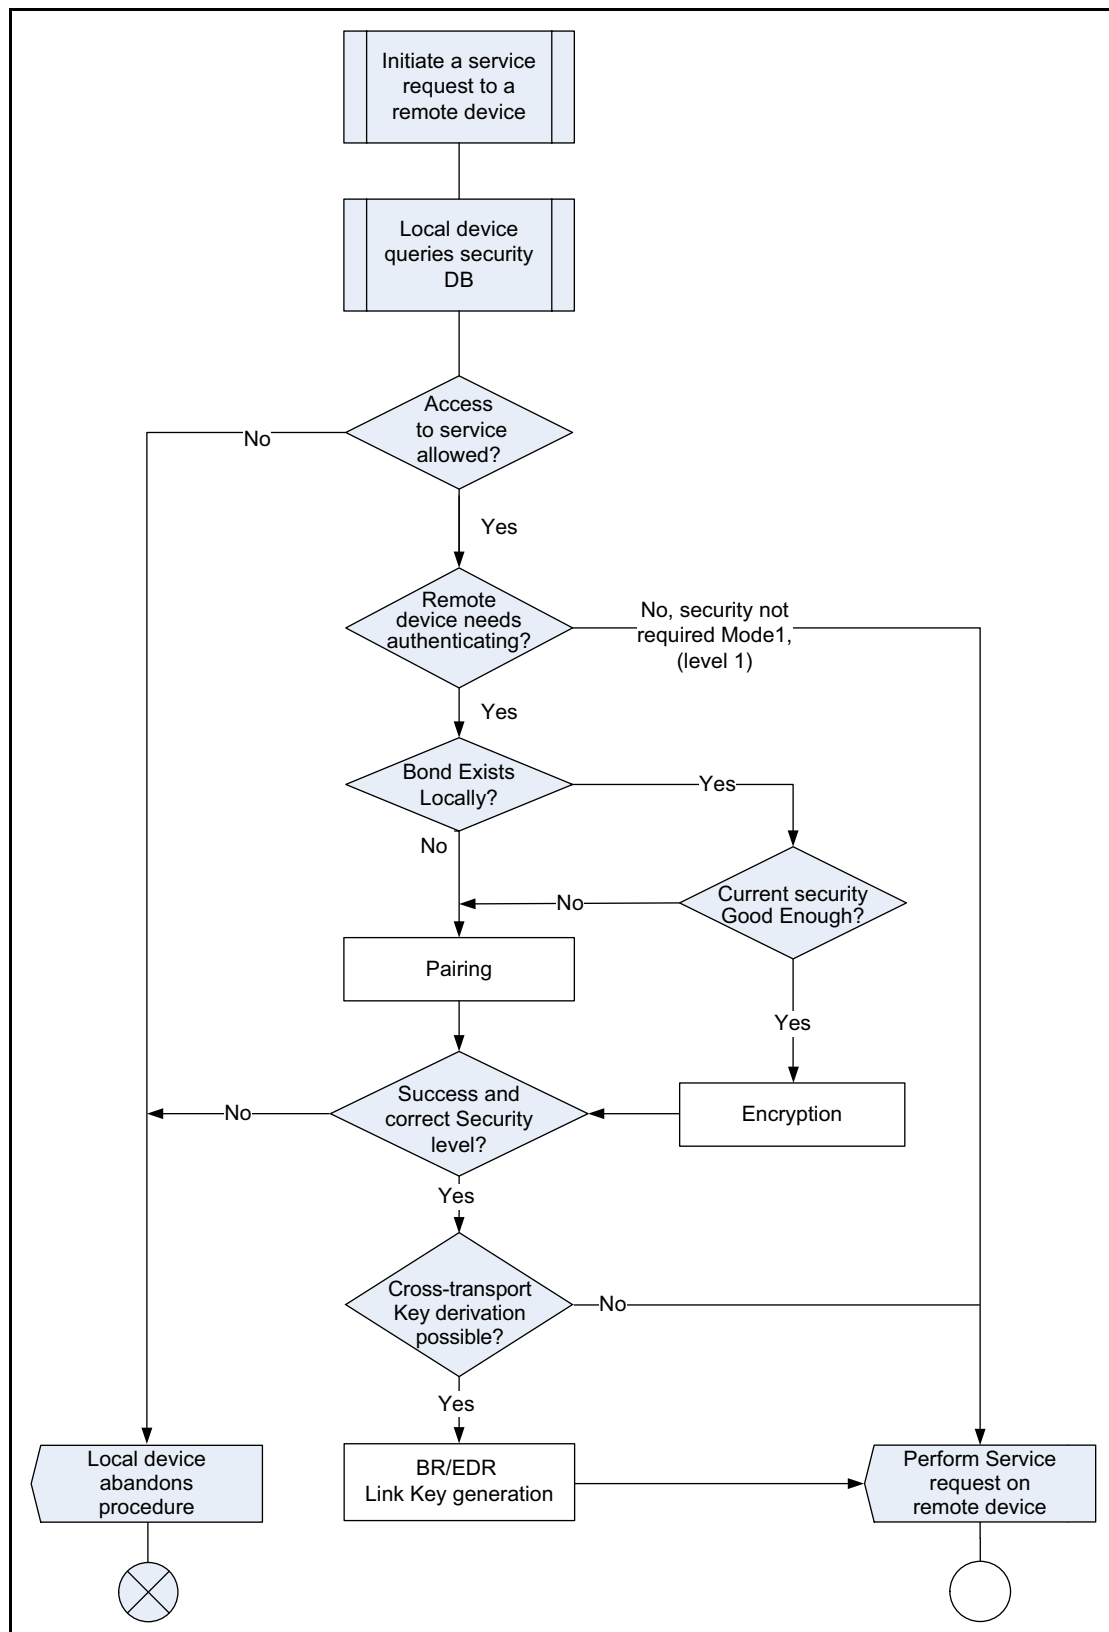 Initiate a service
request to a
remote device
Local device
queries security
DB
Access
to service
allowed?
No
Yes
Remote
device needs
authenticating?
No, security not
required Mode1,
(level 1)
Yes
Bond Exists
Locally?
Yes
No
Current security
Good Enough?
No
Pairing
Yes
Success and
correct Security
level?
No
Encryption
Yes
Cross-transport
Key derivation
possible?
No
Yes
Local device
abandons
procedure
BR/EDR
Link Key generation
Perform Service
request on
remote device